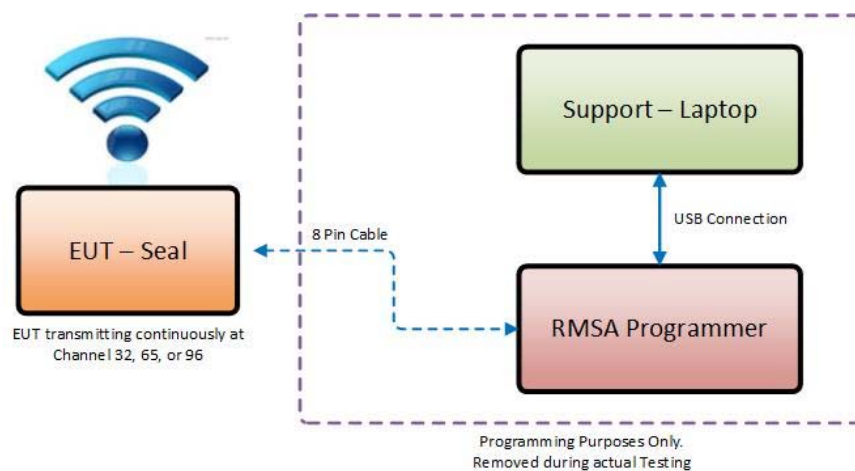 Support – Laptop
USB Connection
8 Pin Cable
EUT – Seal
RMSA Programmer
EUT transmitting continuously at
Channel 32, 65, or 96
Programming Purposes Only.
Removed during actual Testing